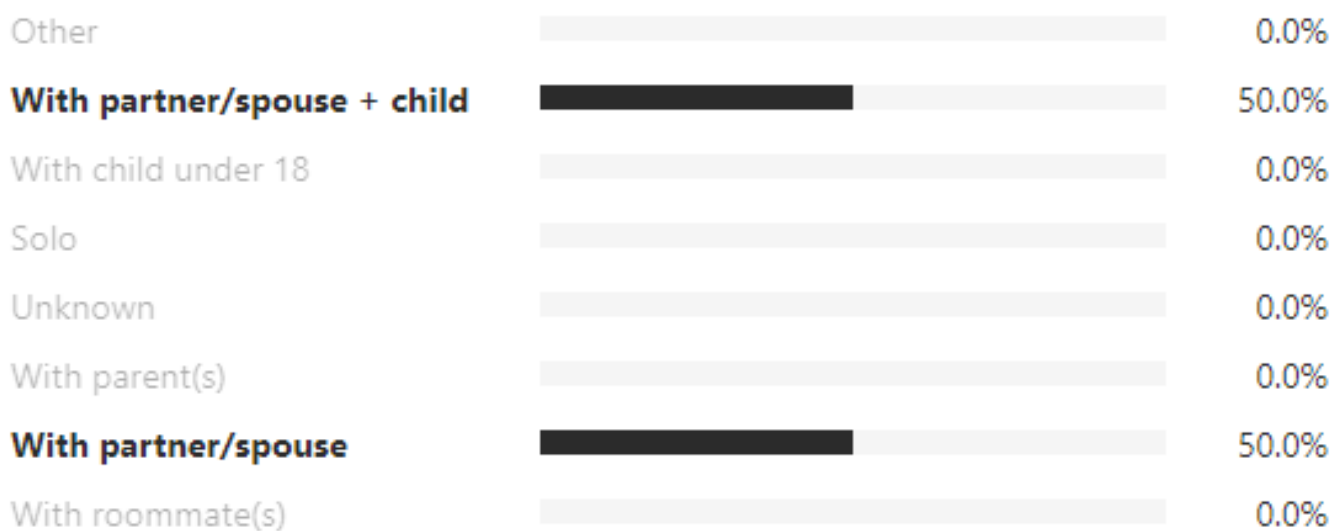 Other 0.0%
With partner/spouse + child 50.0%
With child under 18 0.0%
Solo 0.0%
Unknown 0.0%
With parent(s) 0.0%
With partner/spouse 50.0%
With roommate(s) 0.0%